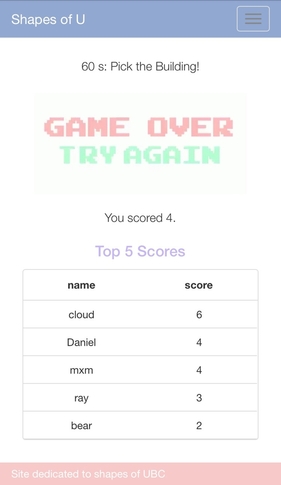 Shapes of U
60 s: Pick the Building!
GAME OVER
TRY AGAIN
You scored 4.
Top 5 Scores
name score
cloud 6
Daniel 4
mxm 4
ray 3
bear 2
Site dedicated to shapes of UBC